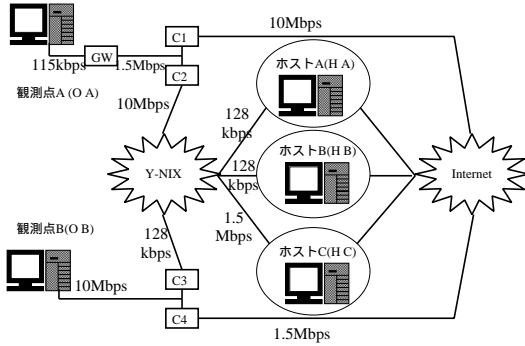 C1
10Mbps
GW
115kbps
1.5Mbps
C2
ホストA(H A)
観測点A (O A)
10Mbps
128
kbps
ホストB(H B)
Y-NIX
128
kbps
Internet
1.5
Mbps
128
kbps
観測点B(O B)
ホストC(H C)
C3
10Mbps
C4
1.5Mbps